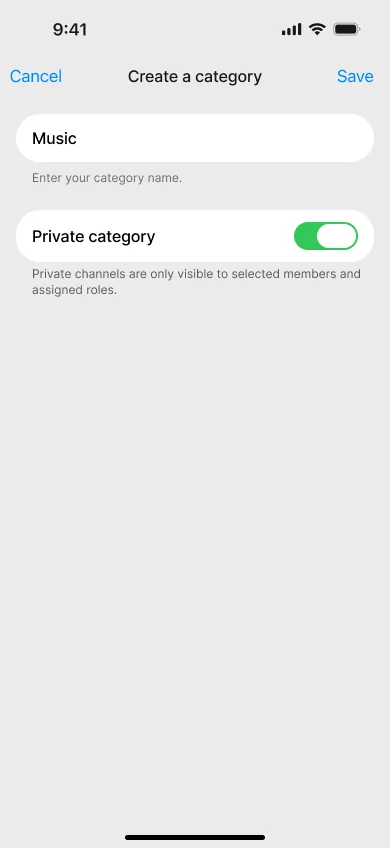 9:41
Cancel Create a category Save
Music
Enter your category name.
Private category
Private channels are only visible to selected members and
assigned roles.